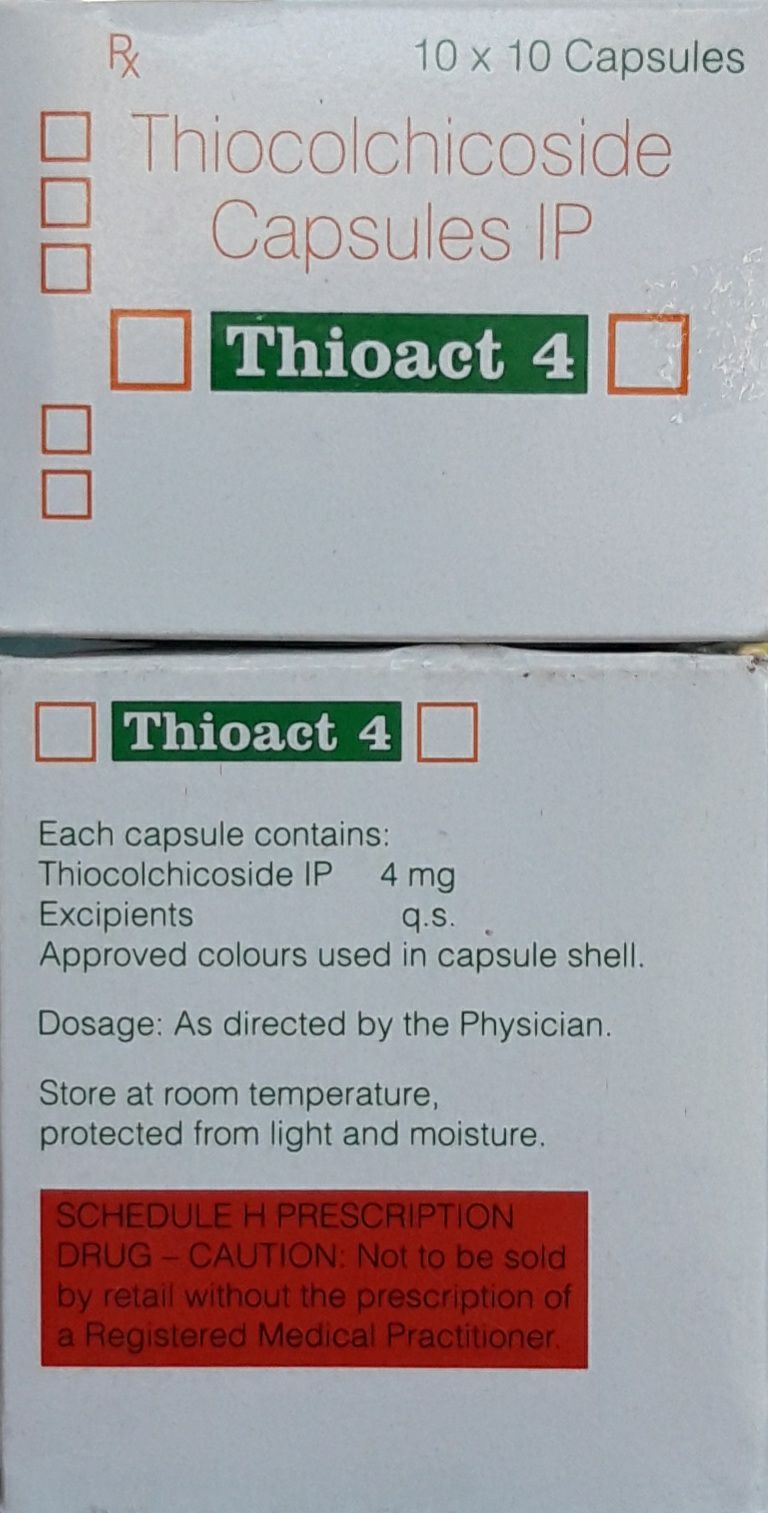 Rx
10 x 10 Capsules
Thiocolchicoside
Capsules IP
Thioact 4
Thioact 4
Each capsule contains:
Thiocolchicoside IP 4 mg
Excipients q.s.
Approved colours used in capsule shell.
Dosage: As directed by the Physician.
Store at room temperature,
protected from light and moisture.
SCHEDULE H PRESCRIPTION
DRUG – CAUTION: Not to be sold
by retail without the prescription of
a Registered Medical Practitioner.